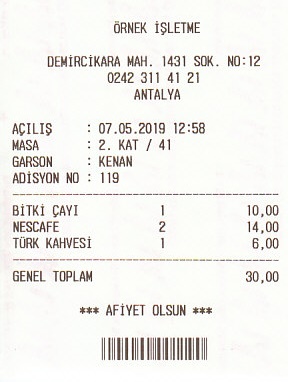 ÖRNEK İŞLETME
DEMİRCİKARA MAH. 1431 SOK. NO:12
0242 311 41 21
ANTALYA
AÇILIŞ : 07.05.2019 12:58
MASA : 2. KAT / 41
GARSON : KENAN
ADİSYON NO : 119
BİTKİ ÇAYI 1 10,00
NESCAFE 2 14,00
TÜRK KAHVESİ 1 6,00
GENEL TOPLAM 30,00
*** AFİYET OLSUN ***